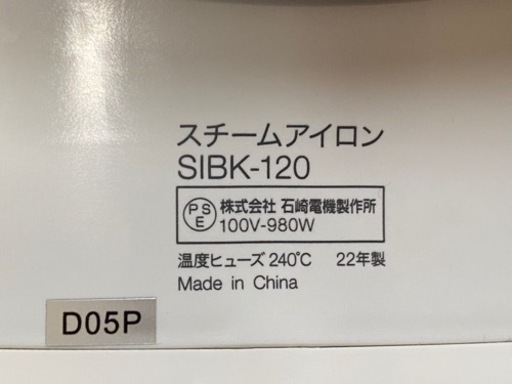 スチームアイロン
SIBK-120
PSE 株式会社 石崎電機製作所
100V-980W
温度ヒューズ 240℃ 22年製
Made in China
D05P